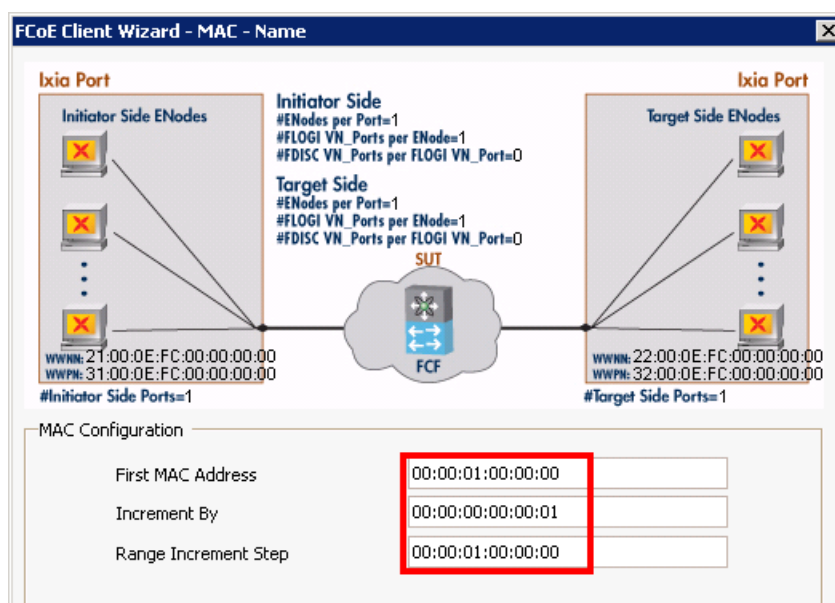 FCoE Client Wizard - MAC - Name
Ixia Port
Ixia Port
Initiator Side ENodes
Initiator Side
#ENodes per Port=1
#FLOGI VN_Ports per ENode=1
#FDISC VN_Ports per FLOGI VN_Port=0
Target Side
#ENodes per Port=1
#FLOGI VN_Ports per ENode=1
#FDISC VN_Ports per FLOGI VN_Port=0
Target Side ENodes
SUT
FCF
WWNN: 21:00:0E:FC:00:00:00:00
WWPN: 31:00:0E:FC:00:00:00:00
#Initiator Side Ports=1
WWNN: 22:00:0E:FC:00:00:00:00
WWPN: 32:00:0E:FC:00:00:00:00
#Target Side Ports=1
MAC Configuration
First MAC Address 00:00:01:00:00:00
Increment By 00:00:00:00:00:01
Range Increment Step 00:00:01:00:00:00